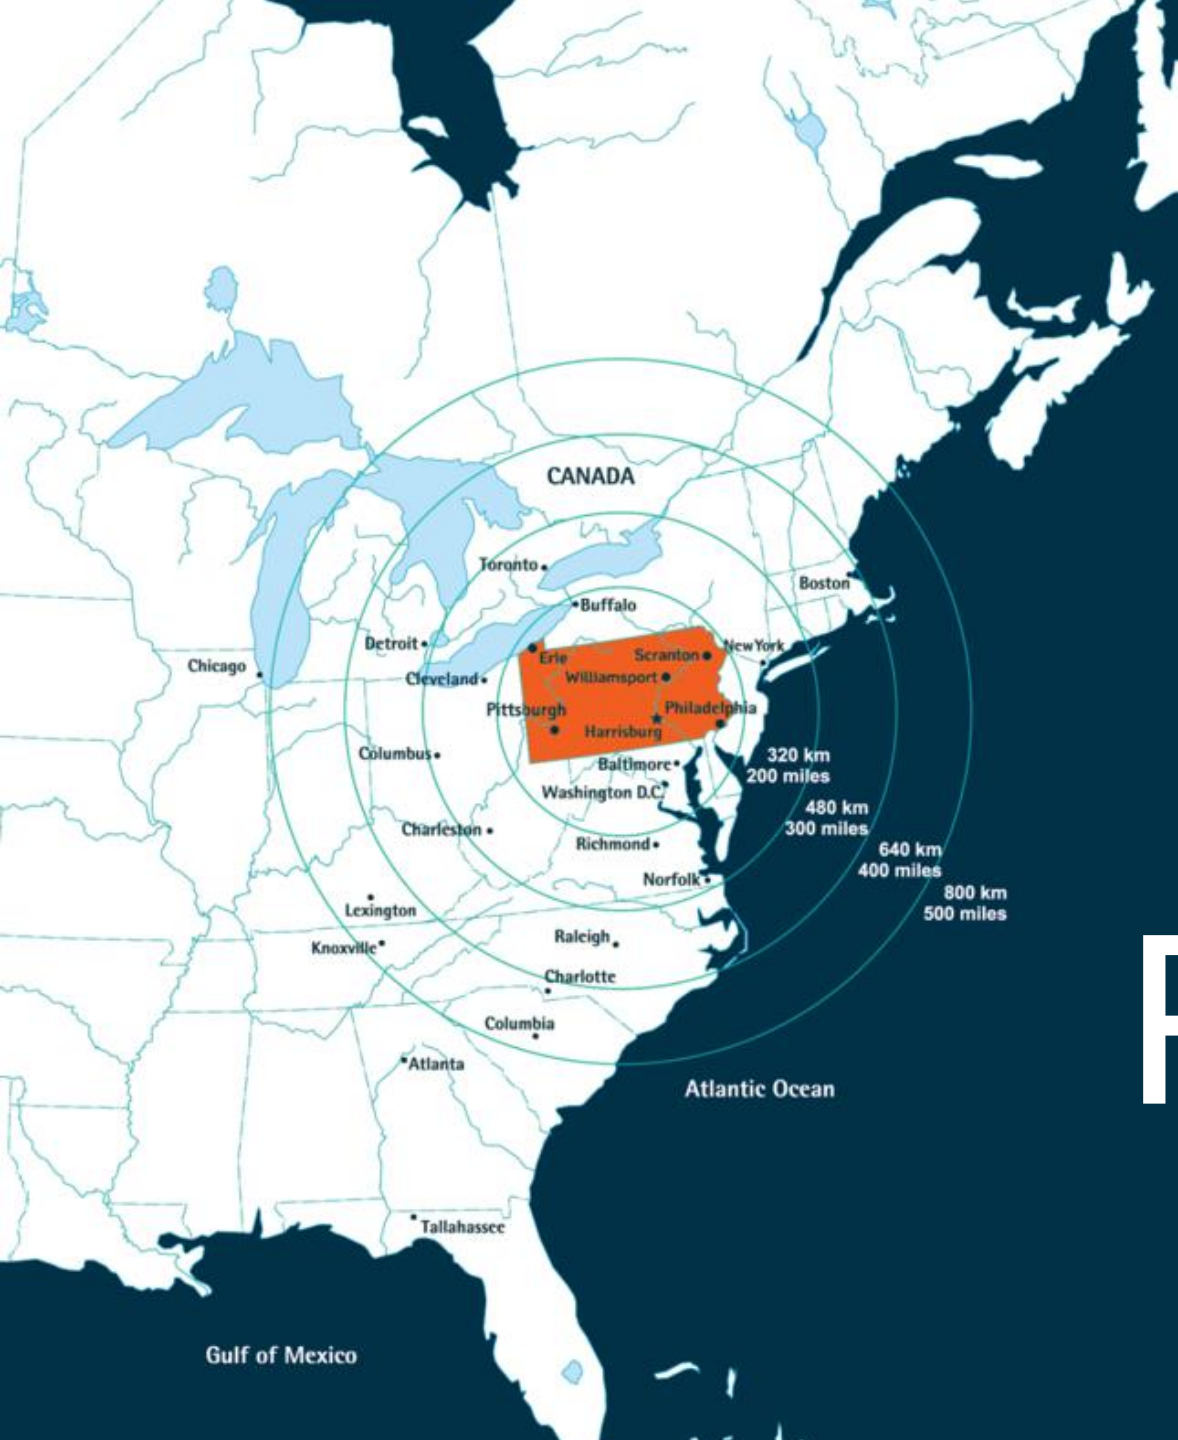 CANADA
Toronto
Boston
Buffalo
Detroit
New York
Chicago
Erie
Scranton
Cleveland
Williamsport
Pittsburgh
Philadelphia
Harrisburg
Columbus
Baltimore
320 km
200 miles
Washington D.C.
480 km
300 miles
Charleston
Richmond
640 km
400 miles
Norfolk
800 km
500 miles
Lexington
Raleigh
Knoxville
Charlotte
Columbia
Atlanta
Atlantic Ocean
Tallahassee
Gulf of Mexico